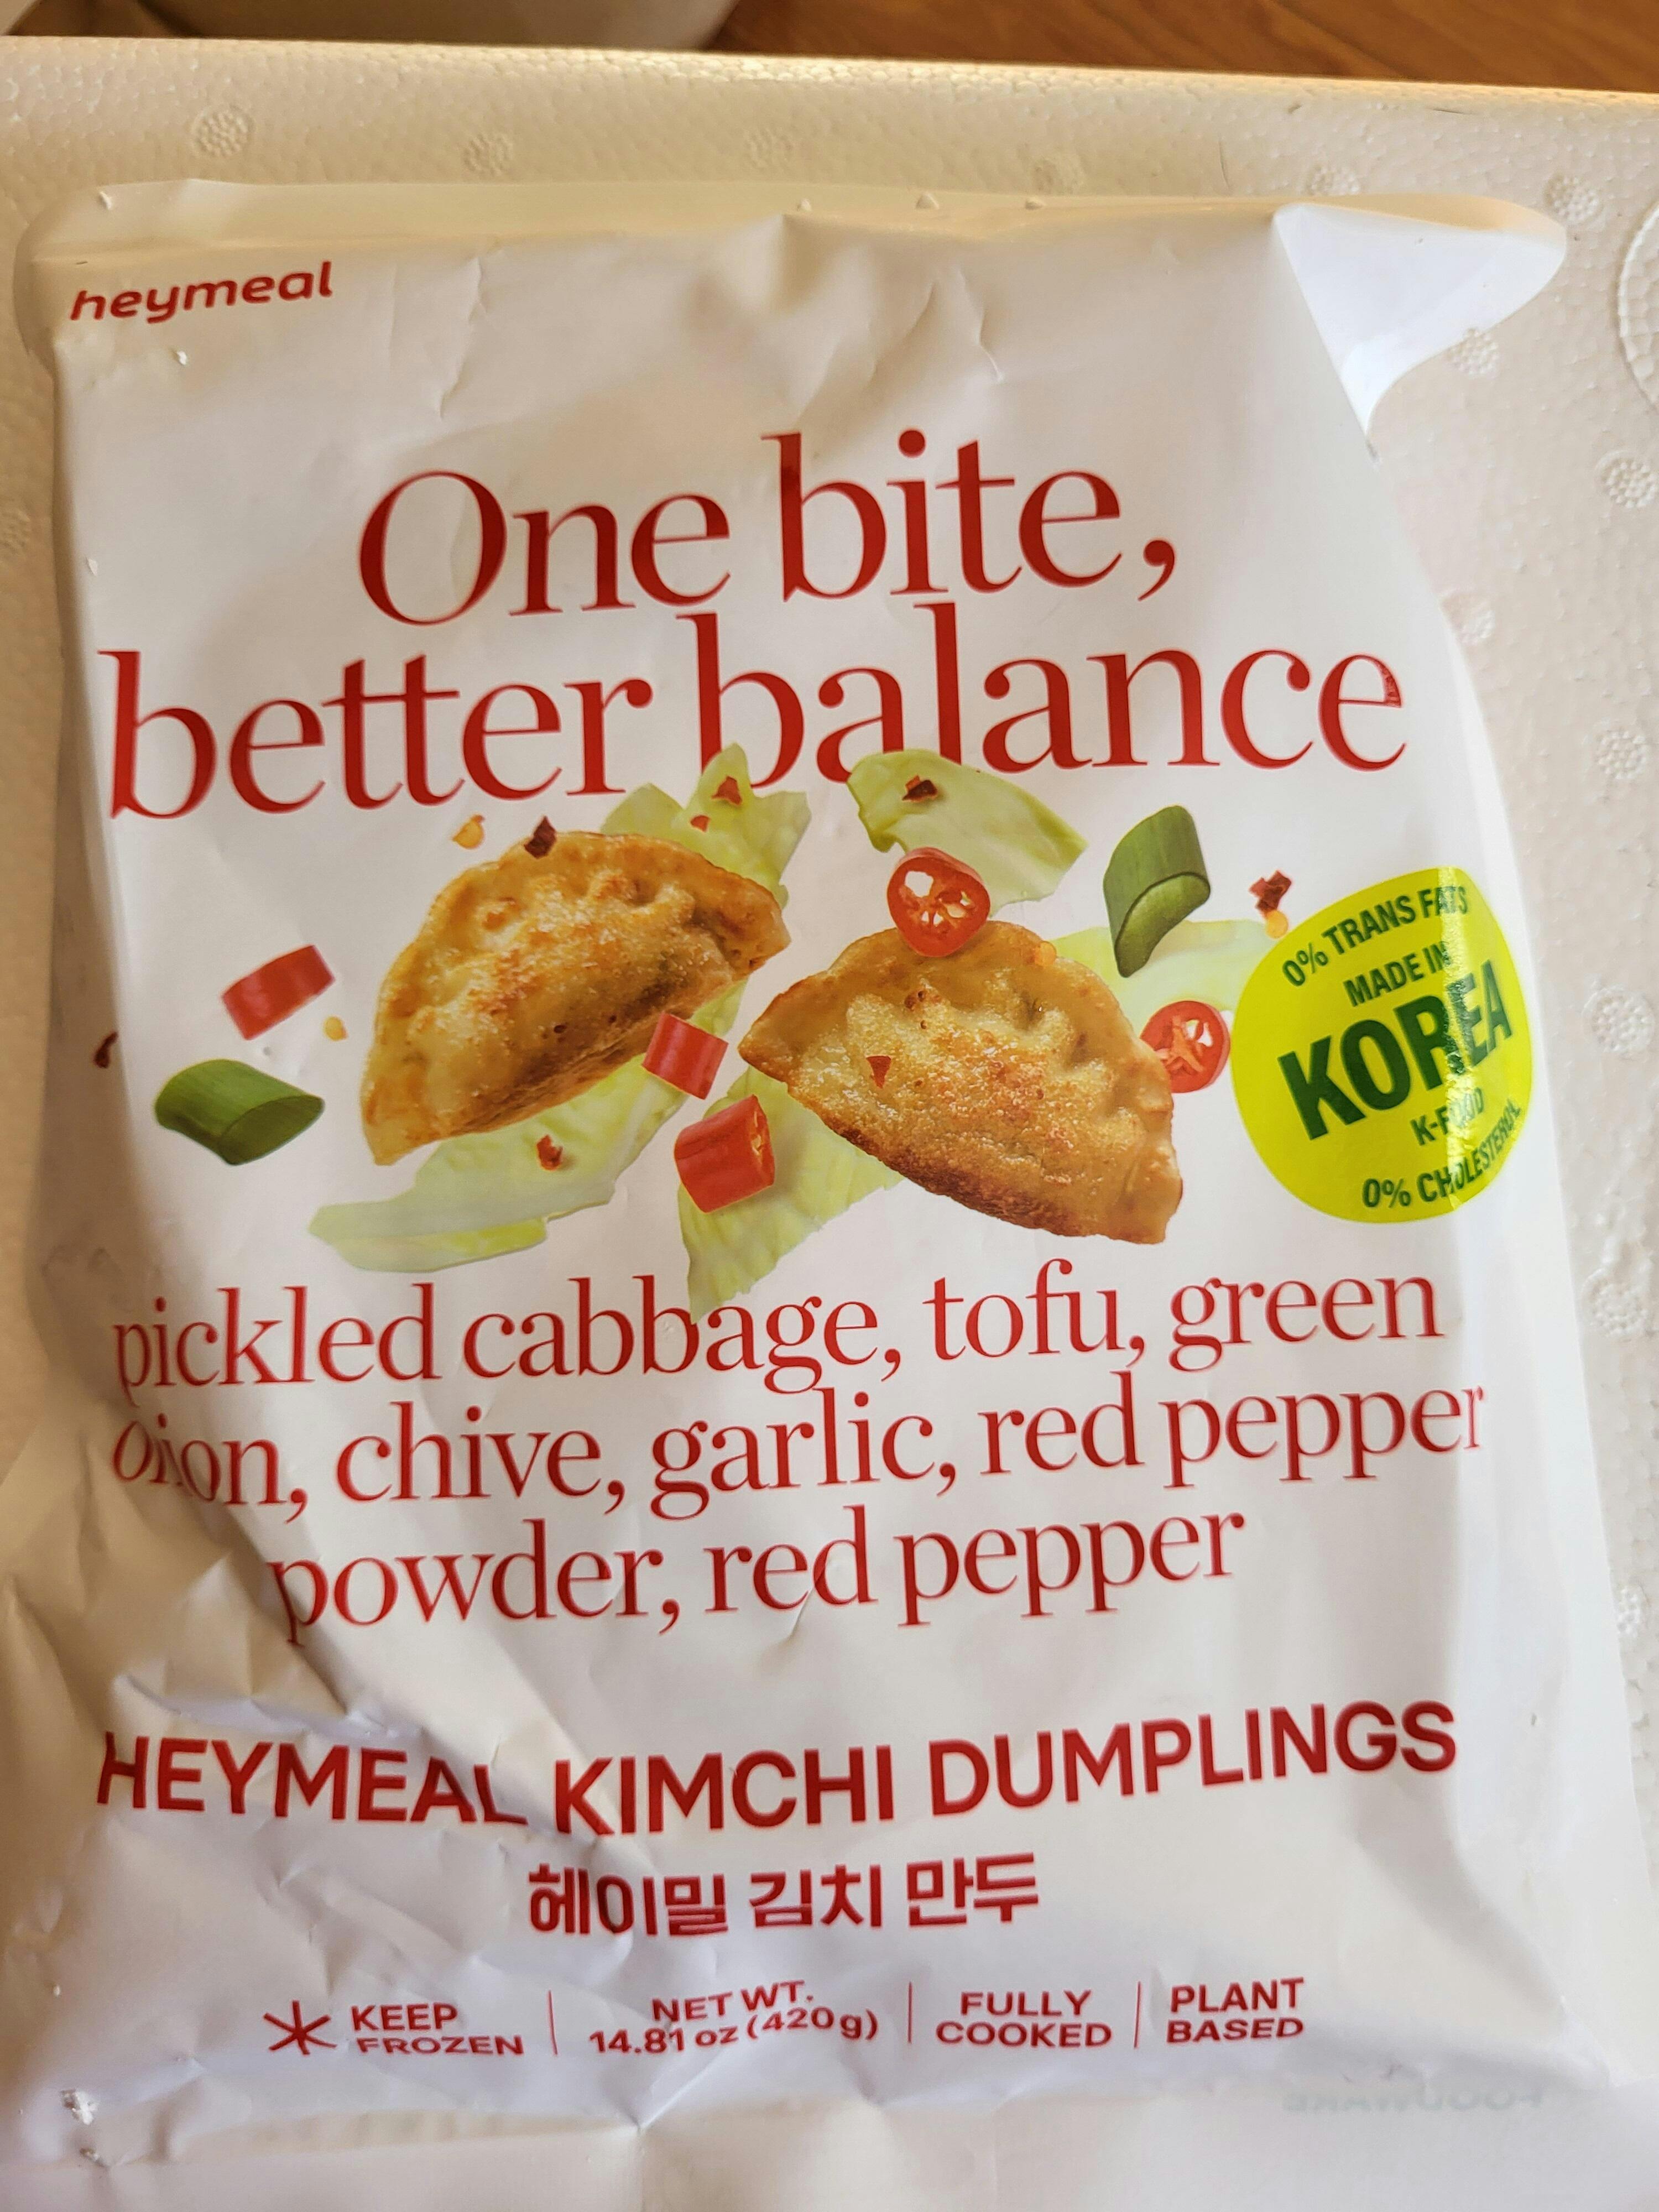 heymeal
One bite,
better balance
0% TRANS FATS
MADE IN
KOREA
K-FOOD
0% CHOLESTEROL
pickled cabbage, tofu, green
onion, chive, garlic, red pepper
powder, red pepper
HEYMEAL KIMCHI DUMPLINGS
헤이밀 김치 만두
KEEP
FROZEN
NET WT.
14.81 oz (420g)
FULLY
COOKED
PLANT
BASED